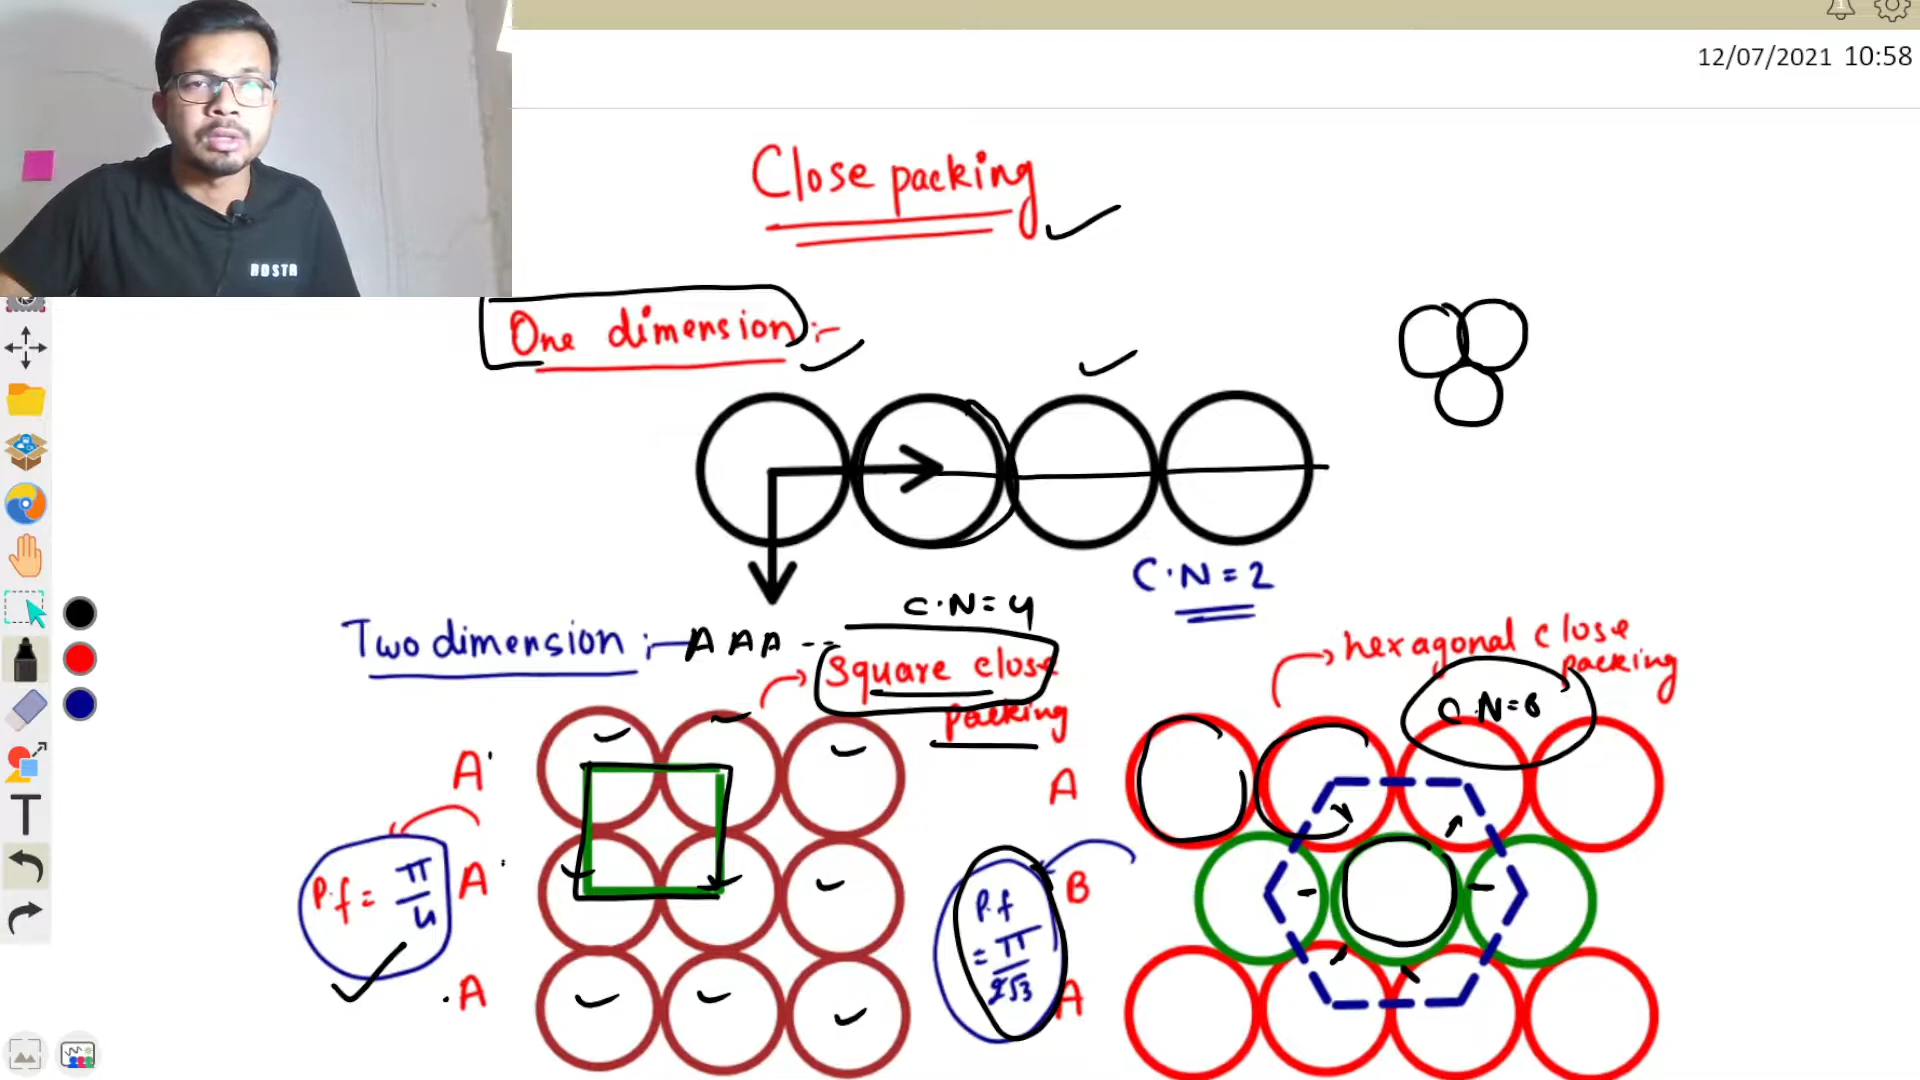 12/07/2021 10:58
Close packing
ROSTR
One dimension :-
C.N = 2
C.N = 4
Two dimension :- A A A --
square close
packing
hexagonal close
packing
C.N = 6
A
A
A
P.f = π/4
A
B
A
P.f
= π/2√3
T